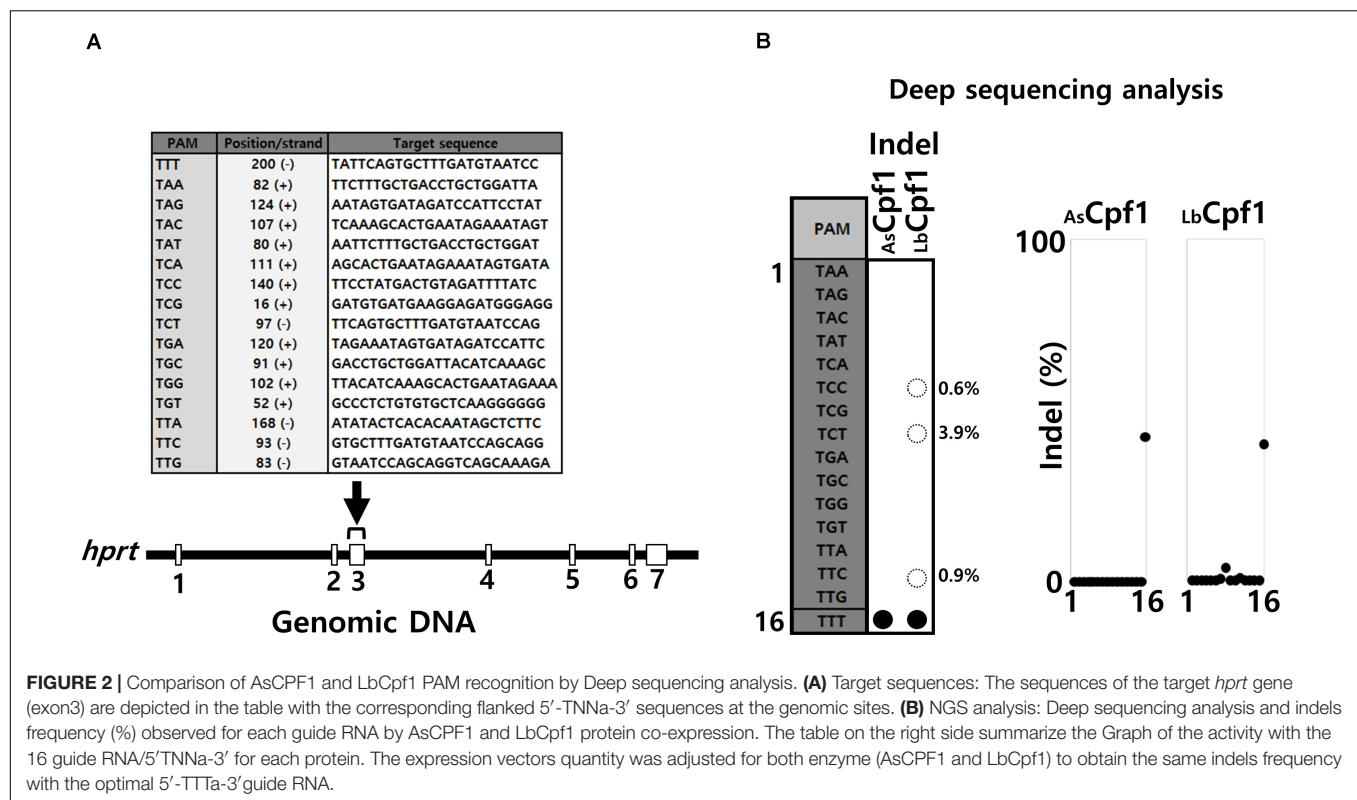 A
PAM Position/strand Target sequence
TTT 200 (-) TATTCAGTGCTTTGATGTAATCC
TAA 82 (+) TTCTTTGCTGACCTGCTGGATTA
TAG 124 (+) AATAGTGATAGATCCATTCCTAT
TAC 107 (+) TCAAAGCACTGAATAGAAATAGT
TAT 80 (+) AATTCTTTGCTGACCTGCTGGAT
TCA 111 (+) AGCACTGAATAGAAATAGTGATA
TCC 140 (+) TTCCTATGACTGTAGATTTTATC
TCG 16 (+) GATGTGATGAAGGAGATGGGAGG
TCT 97 (-) TTCAGTGCTTTGATGTAATCCAG
TGA 120 (+) TAGAAATAGTGATAGATCCATTC
TGC 91 (+) GACCTGCTGGATTACATCAAAGC
TGG 102 (+) TTACATCAAAGCACTGAATAGAAA
TGT 52 (+) GCCCTCTGTGTGCTCAAGGGGGG
TTA 168 (-) ATATACTCACACAATAGCTCTTC
TTC 93 (-) GTGCTTTGATGTAATCCAGCAGG
TTG 83 (-) GTAATCCAGCAGGTCAGCAAAGA
hprt
1 2 3 4 5 6 7
Genomic DNA
B
Deep sequencing analysis
Indel
PAM AsCpf1 LbCpf1
1 TAA
TAG
TAC
TAT
TCA
TCC 0.6%
TCG
TCT 3.9%
TGA
TGC
TGG
TGT
TTA
TTC 0.9%
TTG
16 TTT
AsCpf1 LbCpf1
100
Indel (%)
0
1 16 1 16
FIGURE 2 | Comparison of AsCPF1 and LbCpf1 PAM recognition by Deep sequencing analysis. (A) Target sequences: The sequences of the target hprt gene
(exon3) are depicted in the table with the corresponding flanked 5′-TNNa-3′ sequences at the genomic sites. (B) NGS analysis: Deep sequencing analysis and indels
frequency (%) observed for each guide RNA by AsCPF1 and LbCpf1 protein co-expression. The table on the right side summarize the Graph of the activity with the
16 guide RNA/5′TNNa-3′ for each protein. The expression vectors quantity was adjusted for both enzyme (AsCPF1 and LbCpf1) to obtain the same indels frequency
with the optimal 5′-TTTa-3′guide RNA.